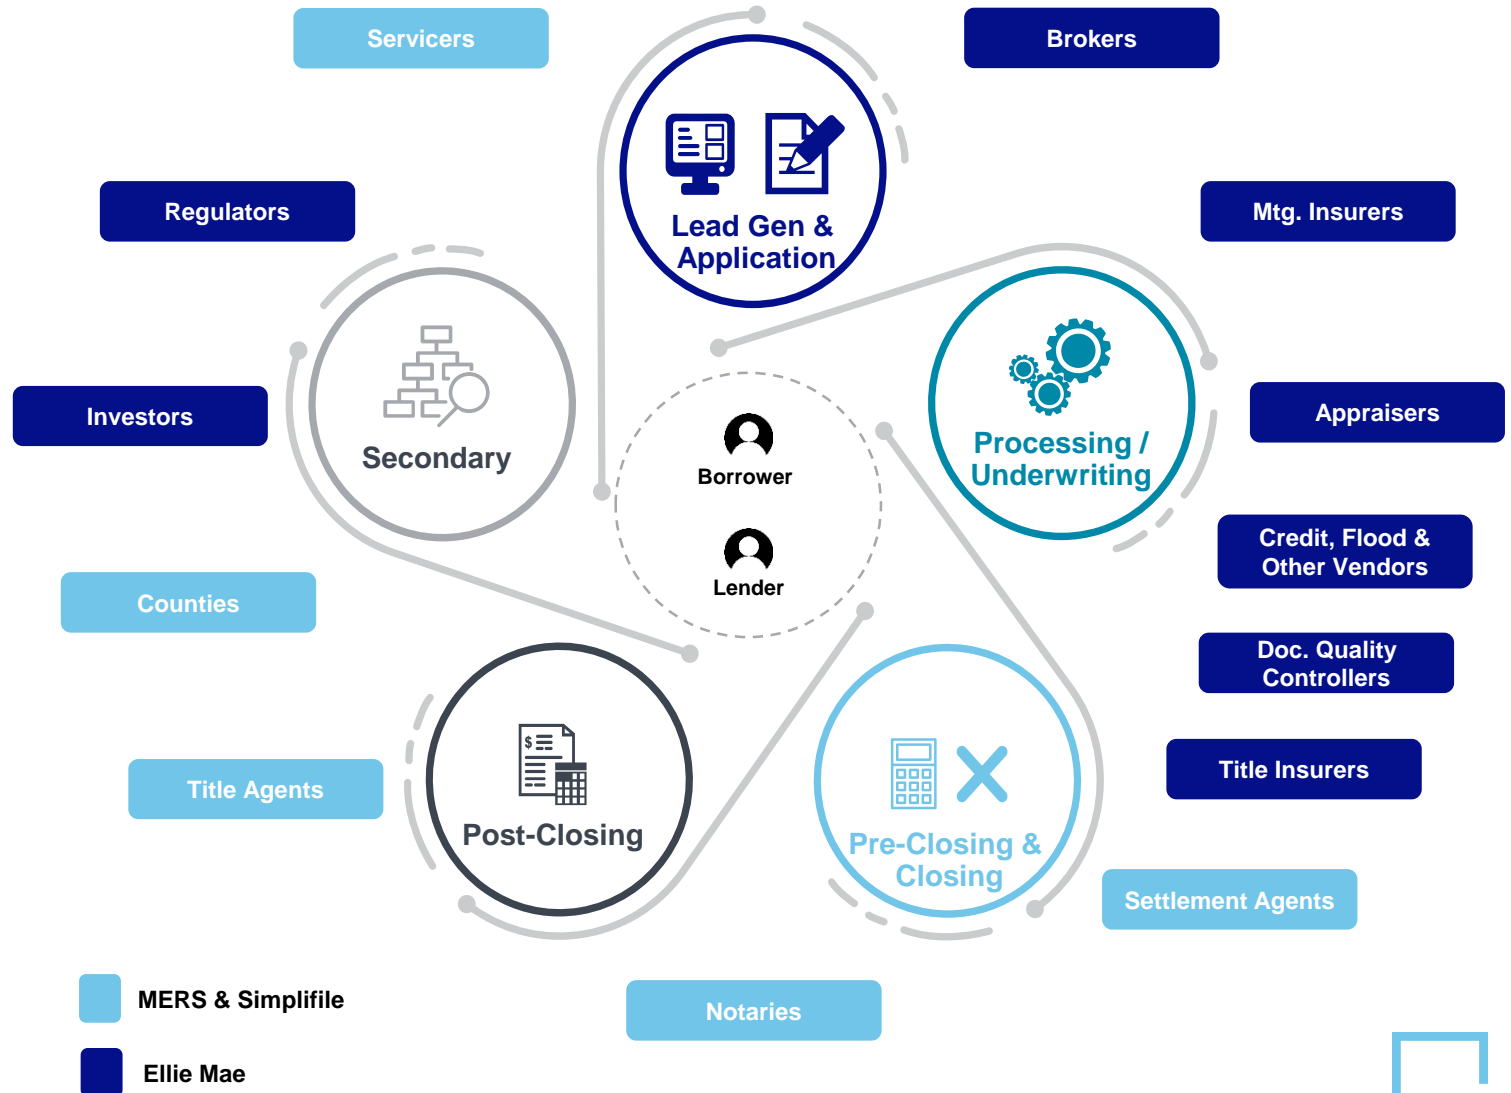 Servicers
Brokers
Regulators
Lead Gen &
Application
Mtg. Insurers
Investors
Secondary
Borrower
Lender
Processing /
Underwriting
Appraisers
Credit, Flood &
Other Vendors
Counties
Doc. Quality
Controllers
Title Agents
$
Post-Closing
Pre-Closing &
Closing
Title Insurers
Settlement Agents
MERS & Simplifile
Notaries
Ellie Mae